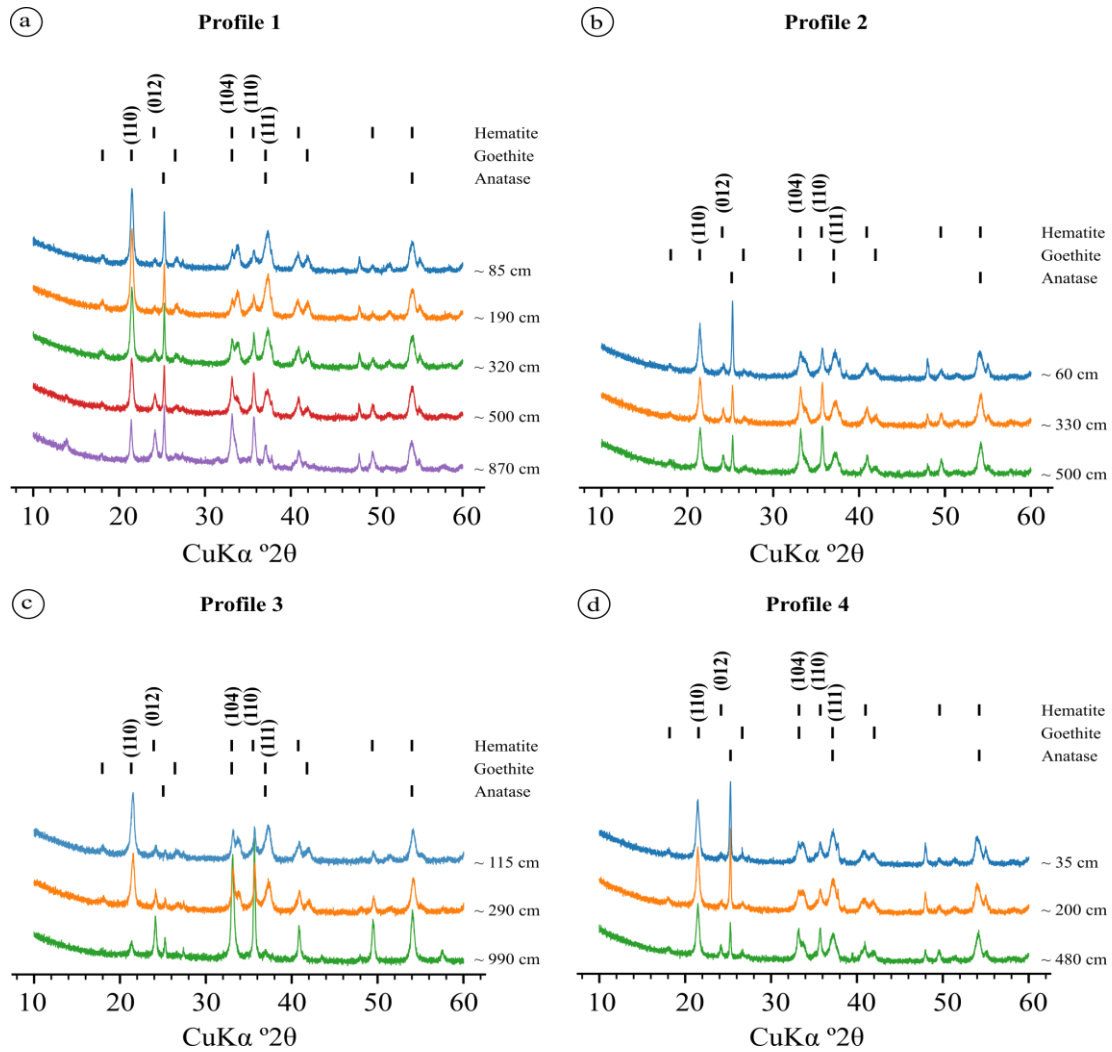 a Profile 1
(110) (012) (104) (110) (111)
Hematite
Goethite
Anatase
~ 85 cm
~ 190 cm
~ 320 cm
~ 500 cm
~ 870 cm
10 20 30 40 50 60
CuKα º2θ
b Profile 2
(110) (012) (104) (110) (111)
Hematite
Goethite
Anatase
~ 60 cm
~ 330 cm
~ 500 cm
10 20 30 40 50 60
CuKα º2θ
c Profile 3
(110) (012) (104) (110) (111)
Hematite
Goethite
Anatase
~ 115 cm
~ 290 cm
~ 990 cm
10 20 30 40 50 60
CuKα º2θ
d Profile 4
(110) (012) (104) (110) (111)
Hematite
Goethite
Anatase
~ 35 cm
~ 200 cm
~ 480 cm
10 20 30 40 50 60
CuKα º2θ